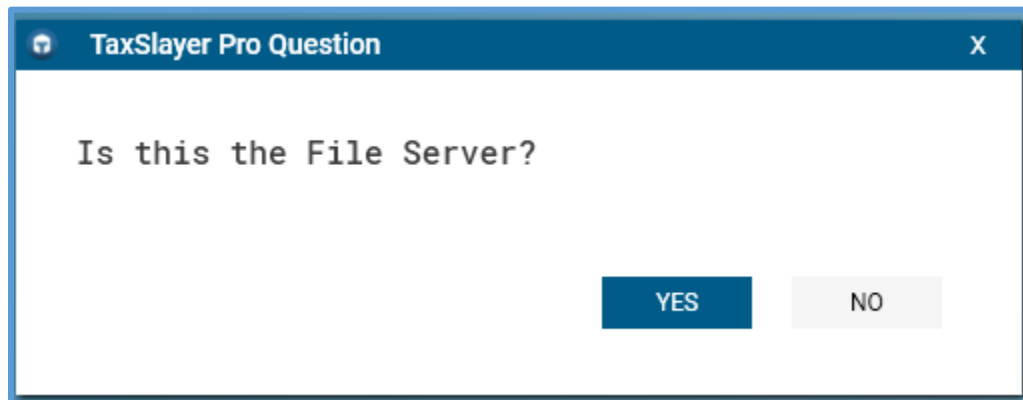 TaxSlayer Pro Question X
Is this the File Server?
YES NO